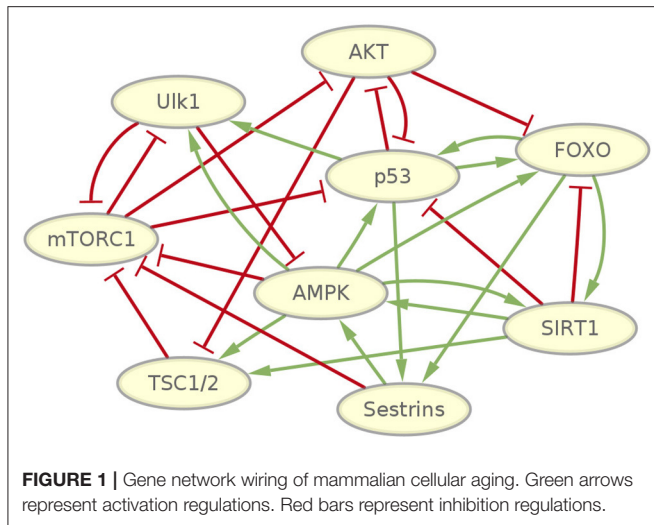 AKT
Ulk1
FOXO
p53
mTORC1
AMPK
SIRT1
TSC1/2
Sestrins
FIGURE 1 | Gene network wiring of mammalian cellular aging. Green arrows
represent activation regulations. Red bars represent inhibition regulations.